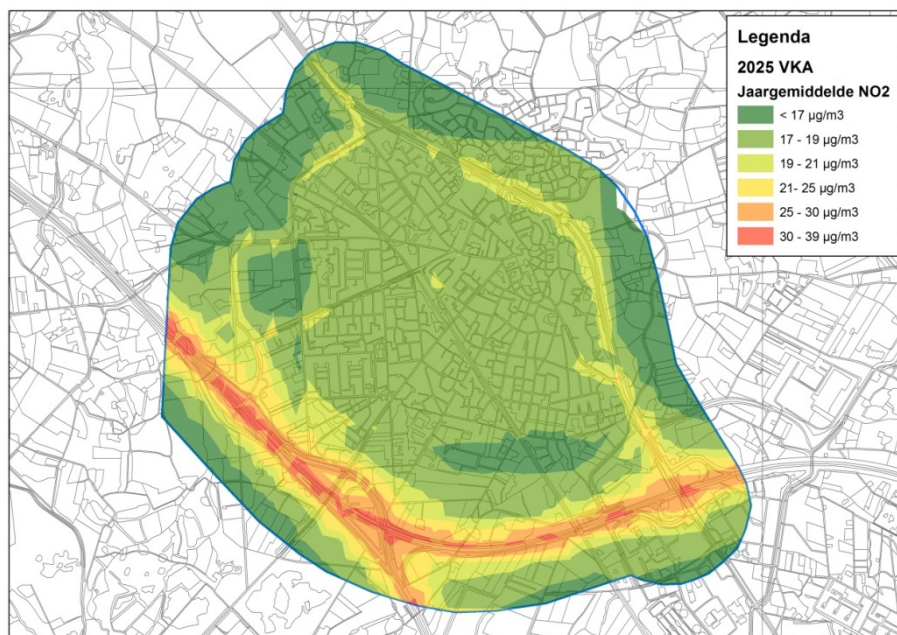 Legenda
2025 VKA
Jaargemiddelde NO2
< 17 µg/m3
17 - 19 µg/m3
19 - 21 µg/m3
21- 25 µg/m3
25 - 30 µg/m3
30 - 39 µg/m3